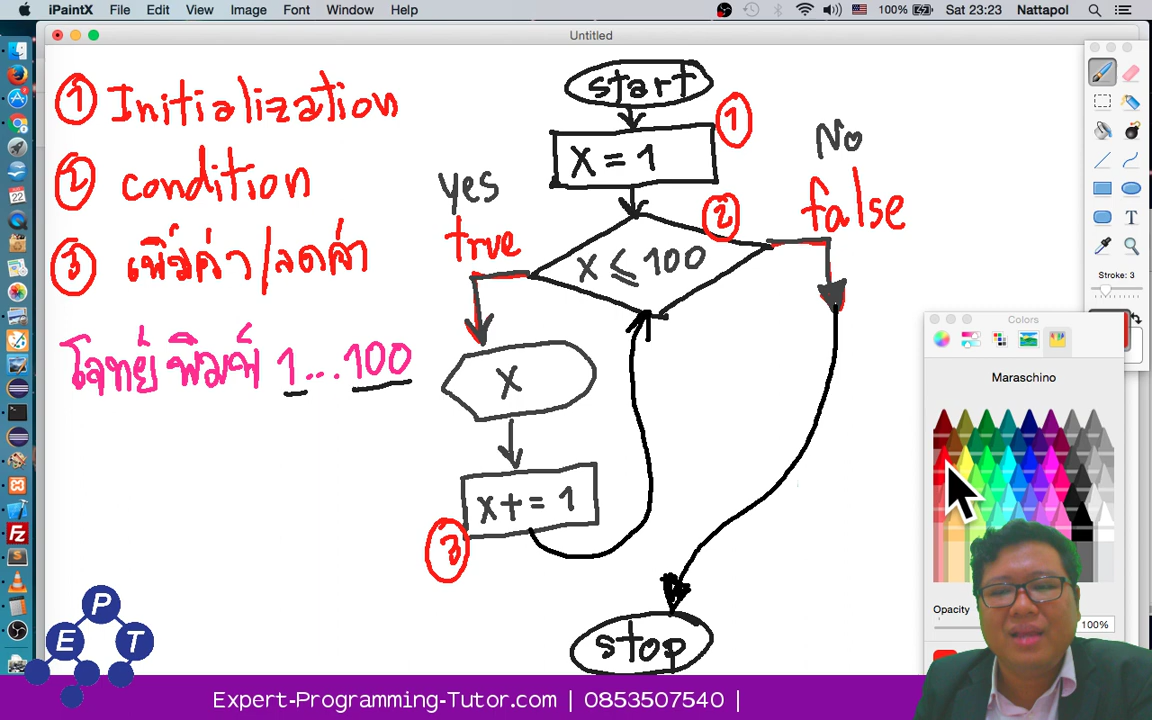 iPaintX File Edit View Image Font Window Help
100% Sat 23:23 Nattapol
Untitled
① Initialization
② condition
③ เพิ่มค่า/ลดค่า
โจทย์ พิมพ์ 1...100
start
X = 1
①
No
yes
②
false
true
X ≤ 100
X
X += 1
③
stop
Stroke: 3
Colors
Maraschino
Opacity
100%
22
T
E P T
Expert-Programming-Tutor.com | 0853507540 |